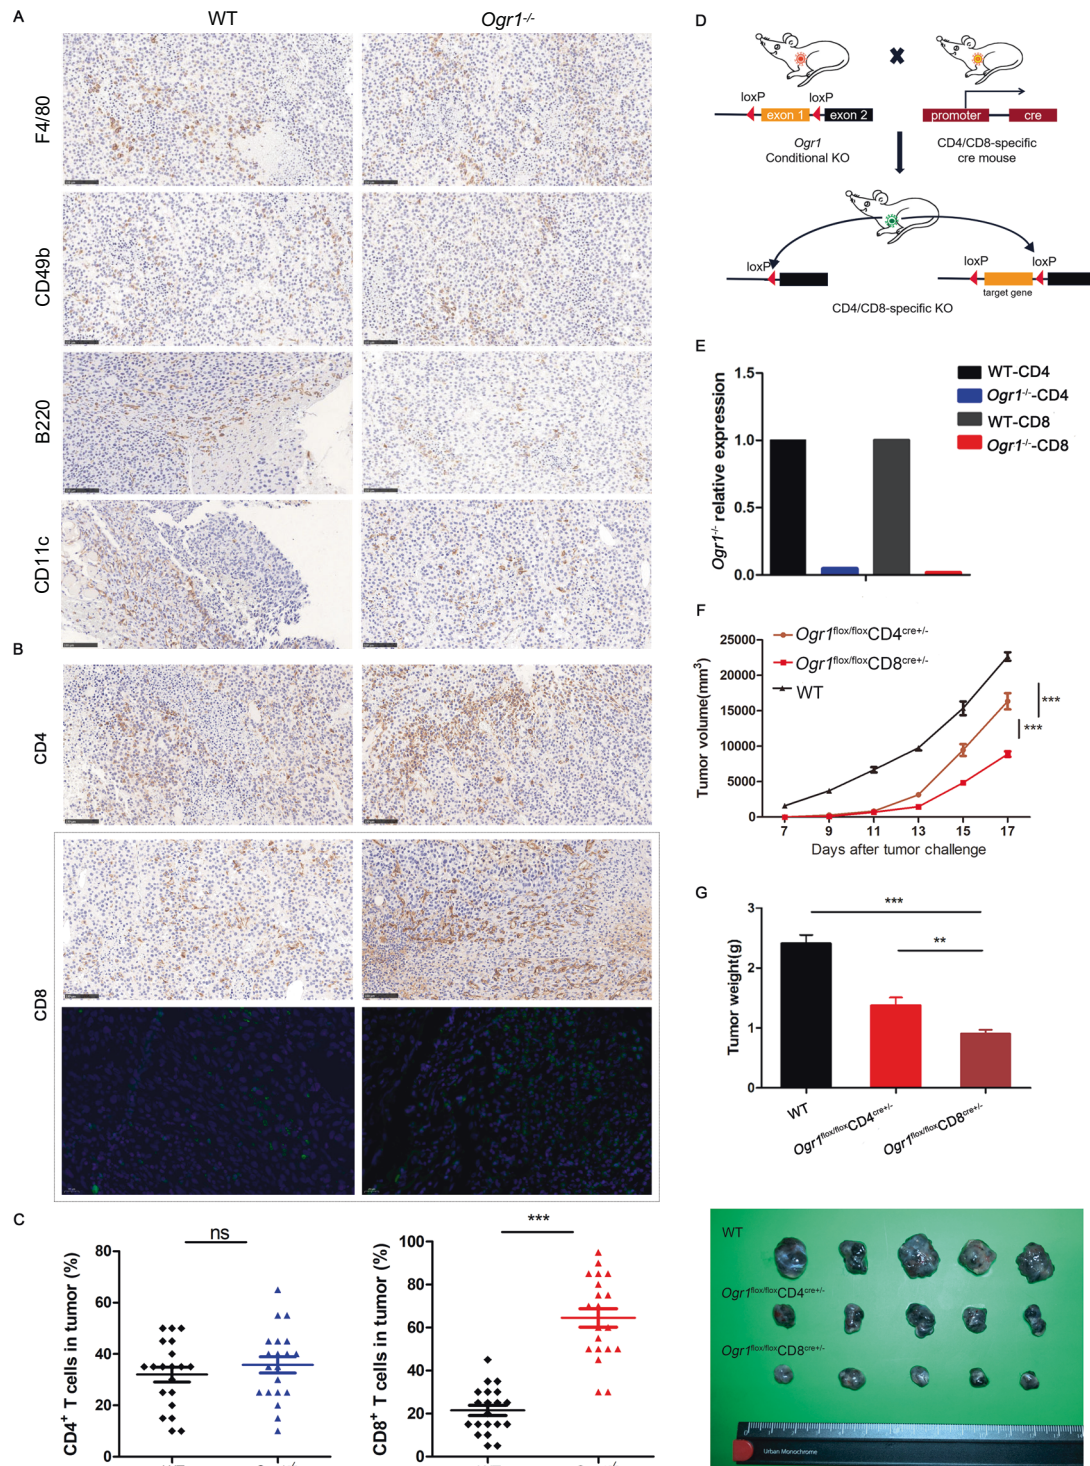 A
WT
Ogr1-/-
F4/80
CD49b
B220
CD11c
B
CD4
CD8
C
ns
CD4+ T cells in tumor (%)
80
60
40
20
0
***
CD8+ T cells in tumor (%)
100
80
60
40
20
0
D
loxP
loxP
exon 1
exon 2
promoter
cre
Ogr1
Conditional KO
CD4/CD8-specific
cre mouse
loxP
loxP
loxP
target gene
CD4/CD8-specific KO
E
Ogr1-/- relative expression
1.5
1.0
0.5
0.0
WT-CD4
Ogr1-/--CD4
WT-CD8
Ogr1-/--CD8
F
Ogr1flox/floxCD4cre+/-
Ogr1flox/floxCD8cre+/-
WT
Tumor volume(mm3)
25000
20000
15000
10000
5000
0
***
***
7 9 11 13 15 17
Days after tumor challenge
G
Tumor weight(g)
3
2
1
0
***
**
WT
Ogr1flox/floxCD4cre+/-
Ogr1flox/floxCD8cre+/-
WT
Ogr1flox/floxCD4cre+/-
Ogr1flox/floxCD8cre+/-
Urban Monochrome